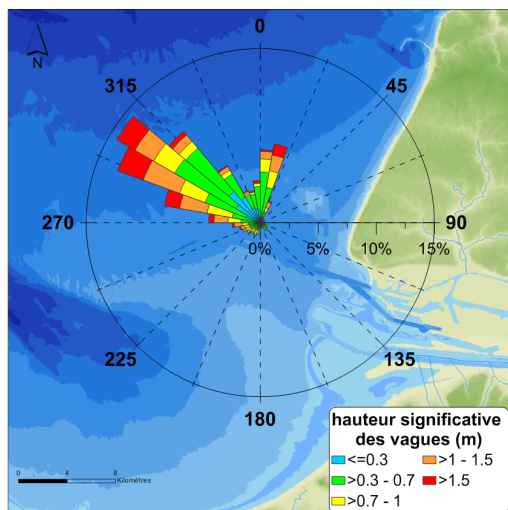 0
N
315
45
270
90
0%
5%
10%
15%
225
135
180
hauteur significative
des vagues (m)
<=0.3
>1 - 1.5
>0.3 - 0.7
>1.5
>0.7 - 1
0
4
8
Kilomètres